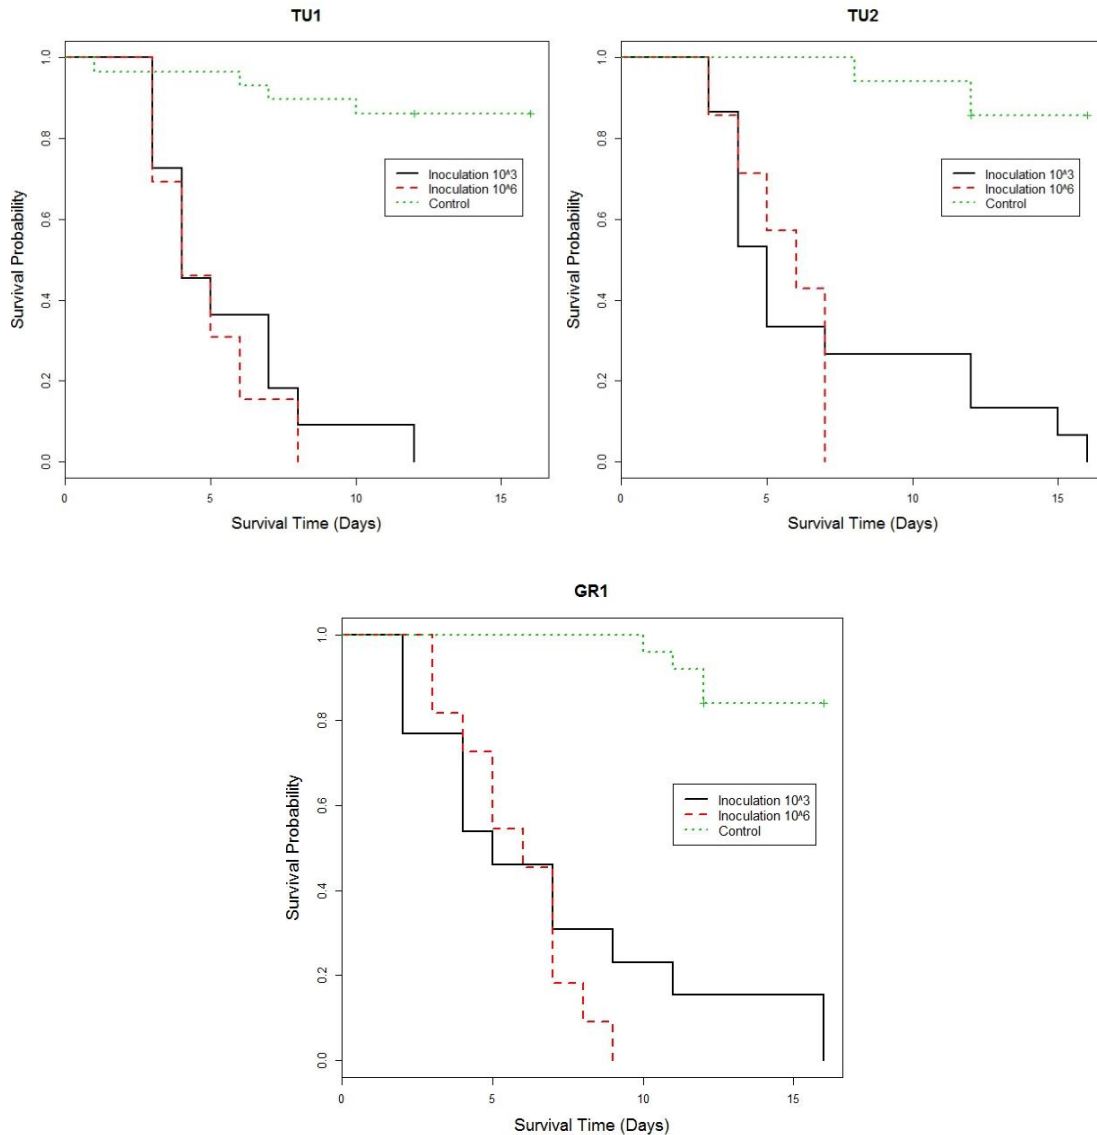 TU1
1.0
0.8
0.6
0.4
0.2
0.0
Survival Probability
Inoculation 10^3
Inoculation 10^6
Control
0 5 10 15
Survival Time (Days)
TU2
1.0
0.8
0.6
0.4
0.2
0.0
Survival Probability
Inoculation 10^3
Inoculation 10^6
Control
0 5 10 15
Survival Time (Days)
GR1
1.0
0.8
0.6
0.4
0.2
0.0
Survival Probability
Inoculation 10^3
Inoculation 10^6
Control
0 5 10 15
Survival Time (Days)